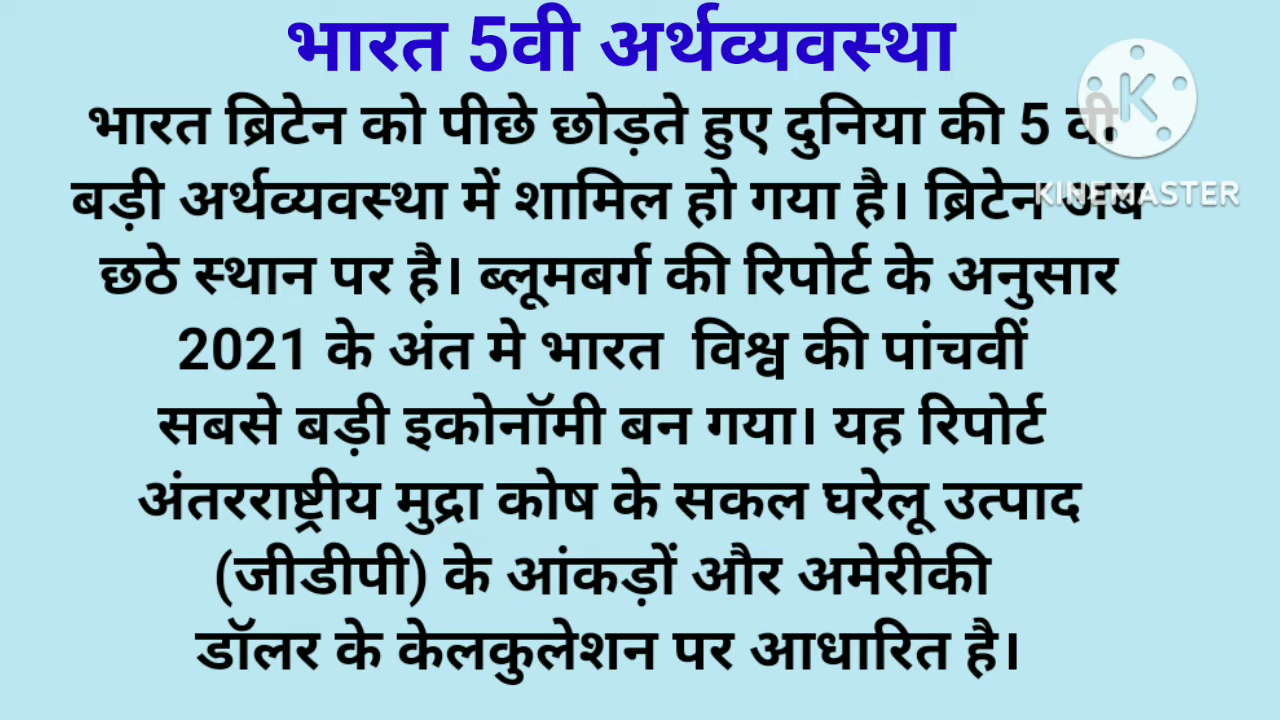 भारत 5वी अर्थव्यवस्था
भारत ब्रिटेन को पीछे छोड़ते हुए दुनिया की 5 वी
बड़ी अर्थव्यवस्था में शामिल हो गया है। ब्रिटेन अब
छठे स्थान पर है। ब्लूमबर्ग की रिपोर्ट के अनुसार
2021 के अंत मे भारत विश्व की पांचवीं
सबसे बड़ी इकोनॉमी बन गया। यह रिपोर्ट
अंतरराष्ट्रीय मुद्रा कोष के सकल घरेलू उत्पाद
(जीडीपी) के आंकड़ों और अमेरीकी
डॉलर के केलकुलेशन पर आधारित है।
K
KINEMASTER